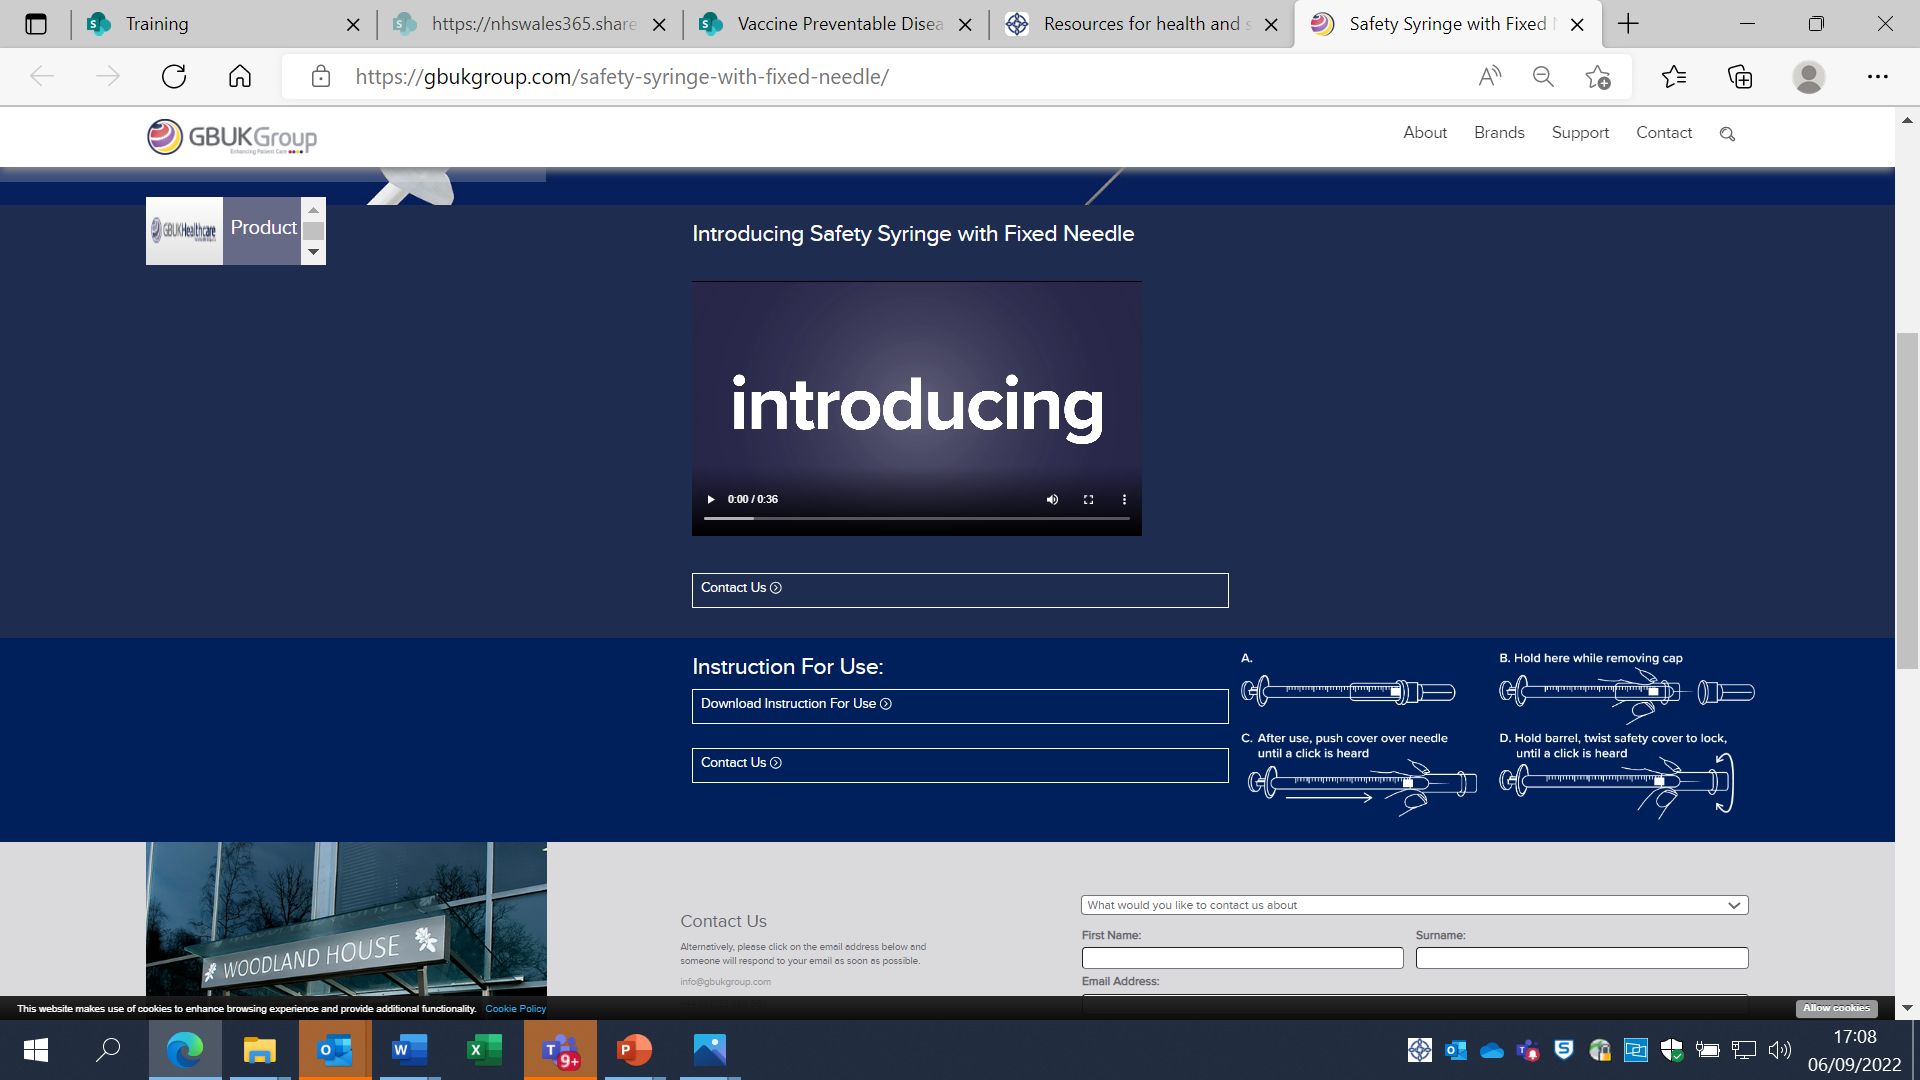 Training
https://nhswales365.share
Vaccine Preventable Disea
Resources for health and s
Safety Syringe with Fixed N
https://gbukgroup.com/safety-syringe-with-fixed-needle/
GBUKGroup
Enhancing Patient Care
About Brands Support Contact
GBUKHealthcare
Product
Introducing Safety Syringe with Fixed Needle
introducing
0:00 / 0:36
Contact Us
Instruction For Use:
Download Instruction For Use
Contact Us
A.
B. Hold here while removing cap
C. After use, push cover over needle
until a click is heard
D. Hold barrel, twist safety cover to lock,
until a click is heard
WOODLAND HOUSE
Contact Us
Alternatively, please click on the email address below and
someone will respond to your email as soon as possible.
info@gbukgroup.com
What would you like to contact us about
First Name:
Surname:
Email Address:
This website makes use of cookies to enhance browsing experience and provide additional functionality. Cookie Policy
Allow cookies
9+
17:08
06/09/2022